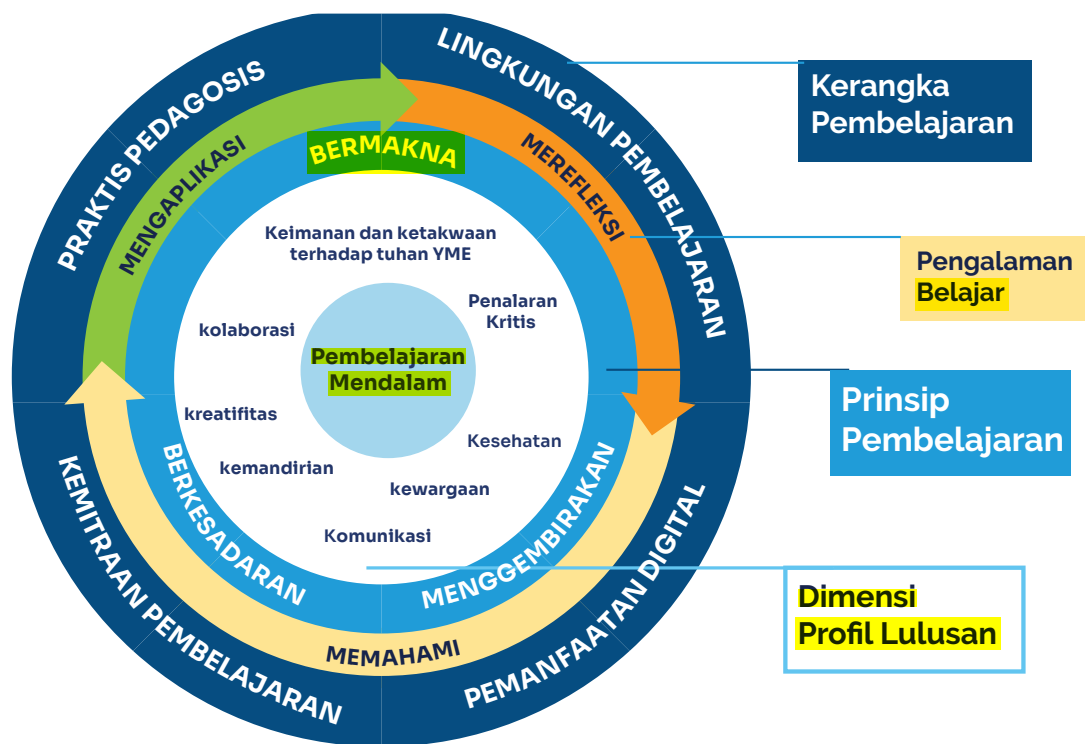 PRAKTIS PEDAGOSIS
LINGKUNGAN PEMBELAJARAN
PEMANFAATAN DIGITAL
KEMITRAAN PEMBELAJARAN
MENGAPLIKASI
MEREFLEKSI
MEMAHAMI
BERMAKNA
MENGGEMBIRAKAN
BERKESADARAN
Keimanan dan ketakwaan
terhadap tuhan YME
Penalaran
Kritis
kolaborasi
Pembelajaran
Mendalam
kreatifitas
Kesehatan
kemandirian
kewargaan
Komunikasi
Kerangka
Pembelajaran
Pengalaman
Belajar
Prinsip
Pembelajaran
Dimensi
Profil Lulusan